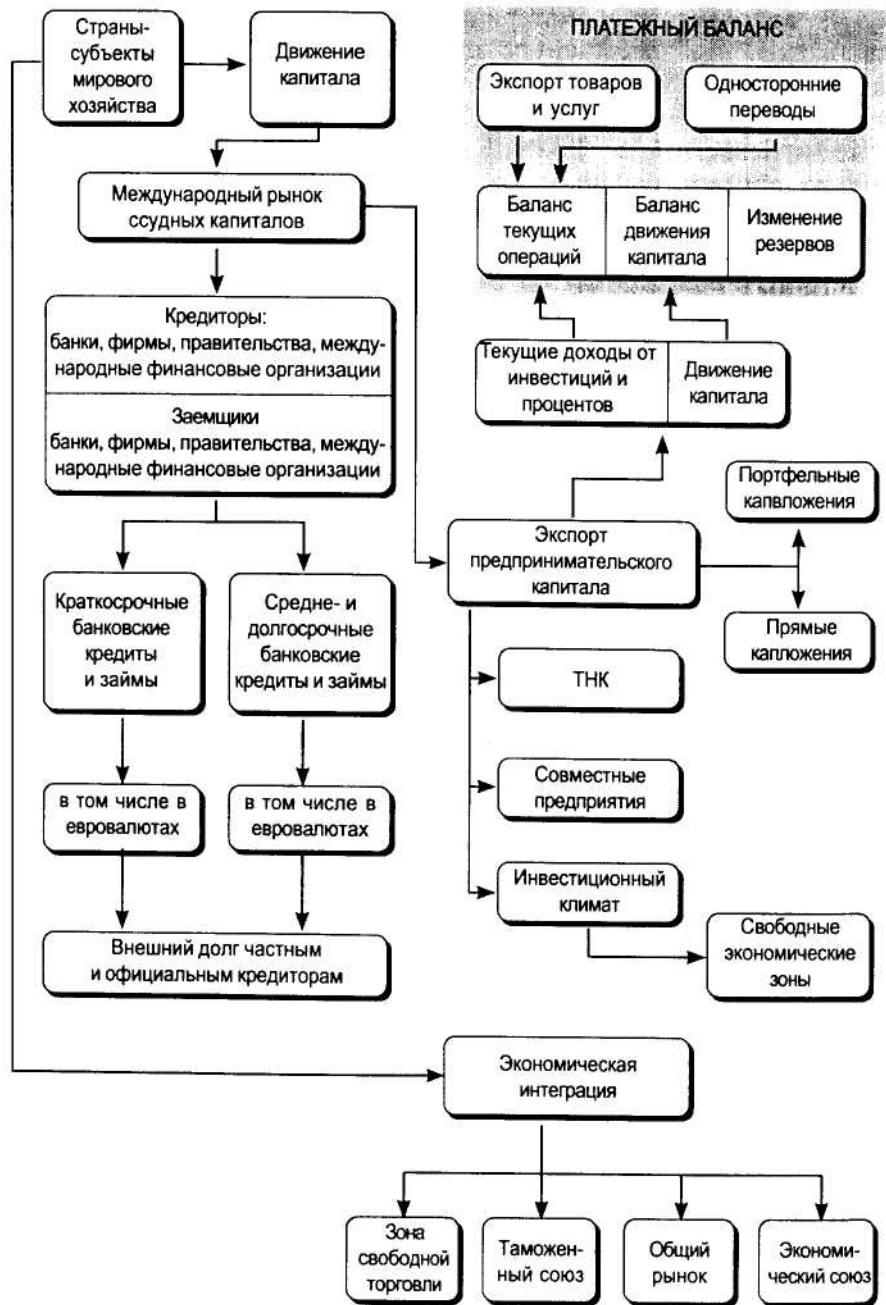 Страны-
субъекты
мирового
хозяйства
Движение
капитала
ПЛАТЕЖНЫЙ БАЛАНС
Экспорт товаров
и услуг
Односторонние
переводы
Международный рынок
ссудных капиталов
Баланс
текущих
операций
Баланс
движения
капитала
Изменение
резервов
Кредиторы:
банки, фирмы, правительства, между-
народные финансовые организации
Заемщики
банки, фирмы, правительства, между-
народные финансовые организации
Текущие доходы от
инвестиций и
процентов
Движение
капитала
Портфельные
капвложения
Экспорт
предпринимательского
капитала
Прямые
капложения
Краткосрочные
банковские
кредиты
и займы
Средне- и
долгосрочные
банковские
кредиты и займы
ТНК
Совместные
предприятия
в том числе в
евровалютах
в том числе в
евровалютах
Инвестиционный
климат
Свободные
экономические
зоны
Внешний долг частным
и официальным кредиторам
Экономическая
интеграция
Зона
свободной
торговли
Таможен-
ный союз
Общий
рынок
Экономи-
ческий союз